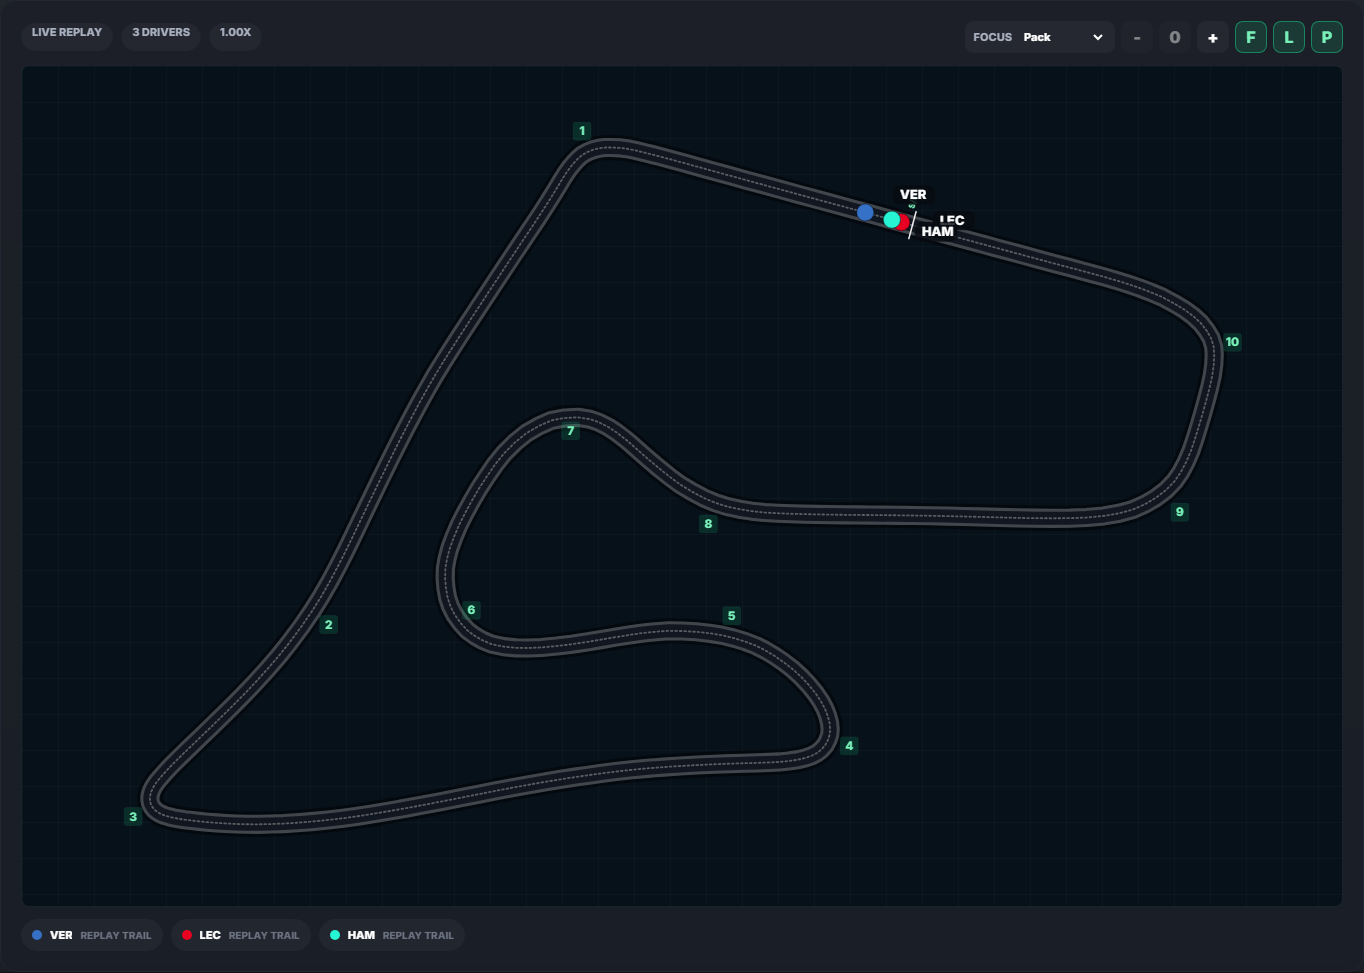 LIVE REPLAY
3 DRIVERS
1.00X
FOCUS Pack
-
0
+
F
L
P
1
VER
LEC
HAM
10
7
9
8
6
5
2
4
3
VER REPLAY TRAIL
LEC REPLAY TRAIL
HAM REPLAY TRAIL